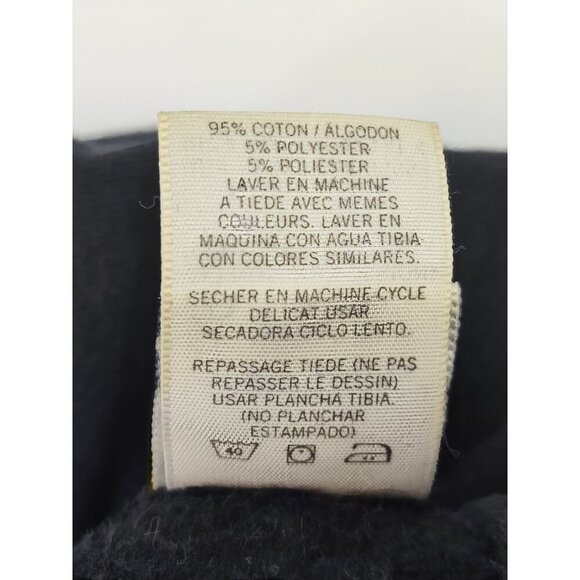 95% COTON / ALGODON
5% POLYESTER
5% POLIESTER
LAVER EN MACHINE
A TIEDE AVEC MEMES
COULEURS. LAVER EN
MAQUINA CON AGUA TIBIA
CON COLORES SIMILARES.
SECHER EN MACHINE CYCLE
DELICAT USAR
SECADORA CICLO LENTO.
REPASSAGE TIEDE (NE PAS
REPASSER LE DESSIN)
USAR PLANCHA TIBIA.
(NO PLANCHAR
ESTAMPADO)
40